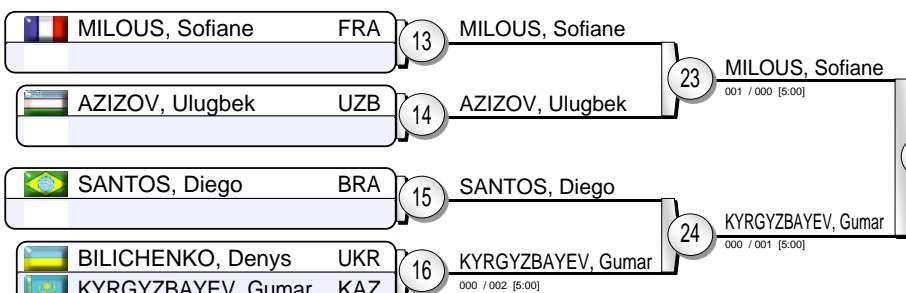 MILOUS, Sofiane FRA
13
MILOUS, Sofiane
23
MILOUS, Sofiane
001 / 000 [5:00]
AZIZOV, Ulugbek UZB
14
AZIZOV, Ulugbek
SANTOS, Diego BRA
15
SANTOS, Diego
24
KYRGYZBAYEV, Gumar
000 / 001 [5:00]
BILICHENKO, Denys UKR
KYRGYZBAYEV, Gumar KAZ
16
KYRGYZBAYEV, Gumar
000 / 002 [5:00]